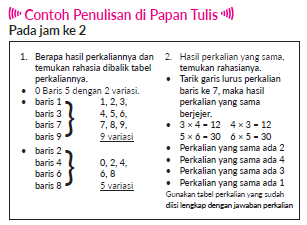 Contoh Penulisan di Papan Tulis
Pada jam ke 2
1. Berapa hasil perkaliannya dan
temukan rahasia dibalik tabel
perkaliannya.
• 0 Baris 5 dengan 2 variasi.
• baris 1 1, 2, 3,
baris 3 4, 5, 6,
baris 7 7, 8, 9,
baris 9 9 variasi
• baris 2
baris 4 0, 2, 4,
baris 6 6, 8
baris 8 5 variasi
2. Hasil perkalian yang sama,
temukan rahasianya.
• Tarik garis lurus perkalian
baris ke 7, maka hasil
perkalian yang sama
berjejer.
• 3 × 4 = 12 4 × 3 = 12
5 × 6 = 30 6 × 5 = 30
• Perkalian yang sama ada 2
• Perkalian yang sama ada 4
• Perkalian yang sama ada 3
• Perkalian yang sama ada 1
Gunakan tabel perkalian yang sudah
diisi lengkap dengan jawaban perkalian